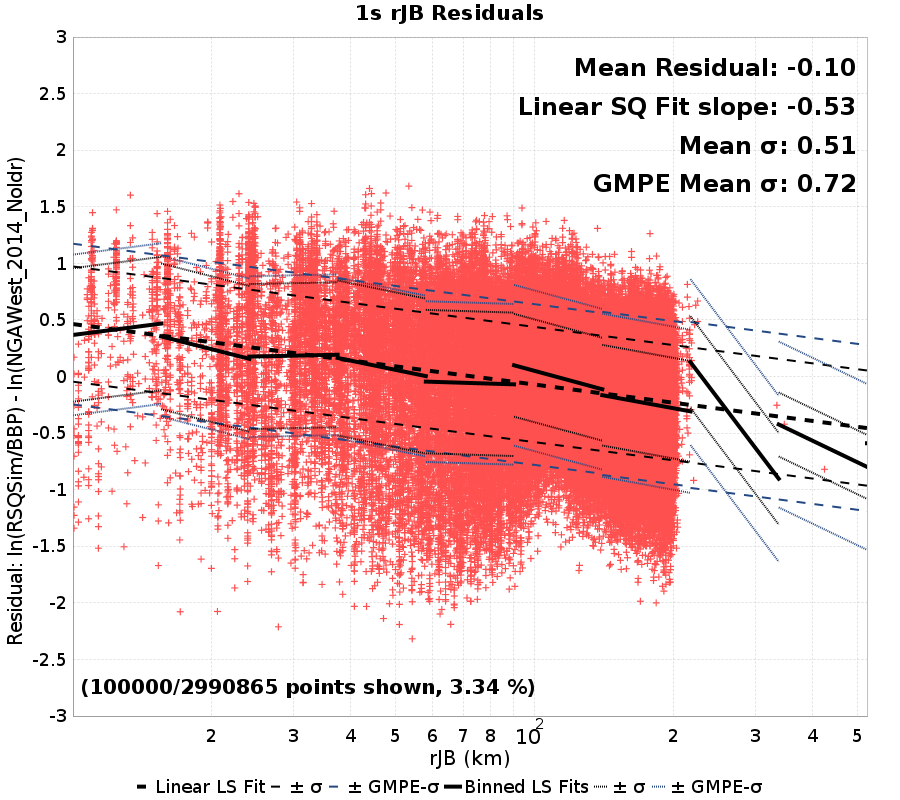 1s rJB Residuals
Mean Residual: -0.10
Linear SQ Fit slope: -0.53
Mean σ: 0.51
GMPE Mean σ: 0.72
Residual: ln(RSQSim/BBP) - ln(NGAWest_2014_NoIdr)
3
2.5
2
1.5
1
0.5
0
-0.5
-1
-1.5
-2
-2.5
-3
(100000/2990865 points shown, 3.34 %)
2 3 4 5 6 7 8 10² 2 3 4 5
rJB (km)
Linear LS Fit ± σ ± GMPE-σ Binned LS Fits ± σ ± GMPE-σ